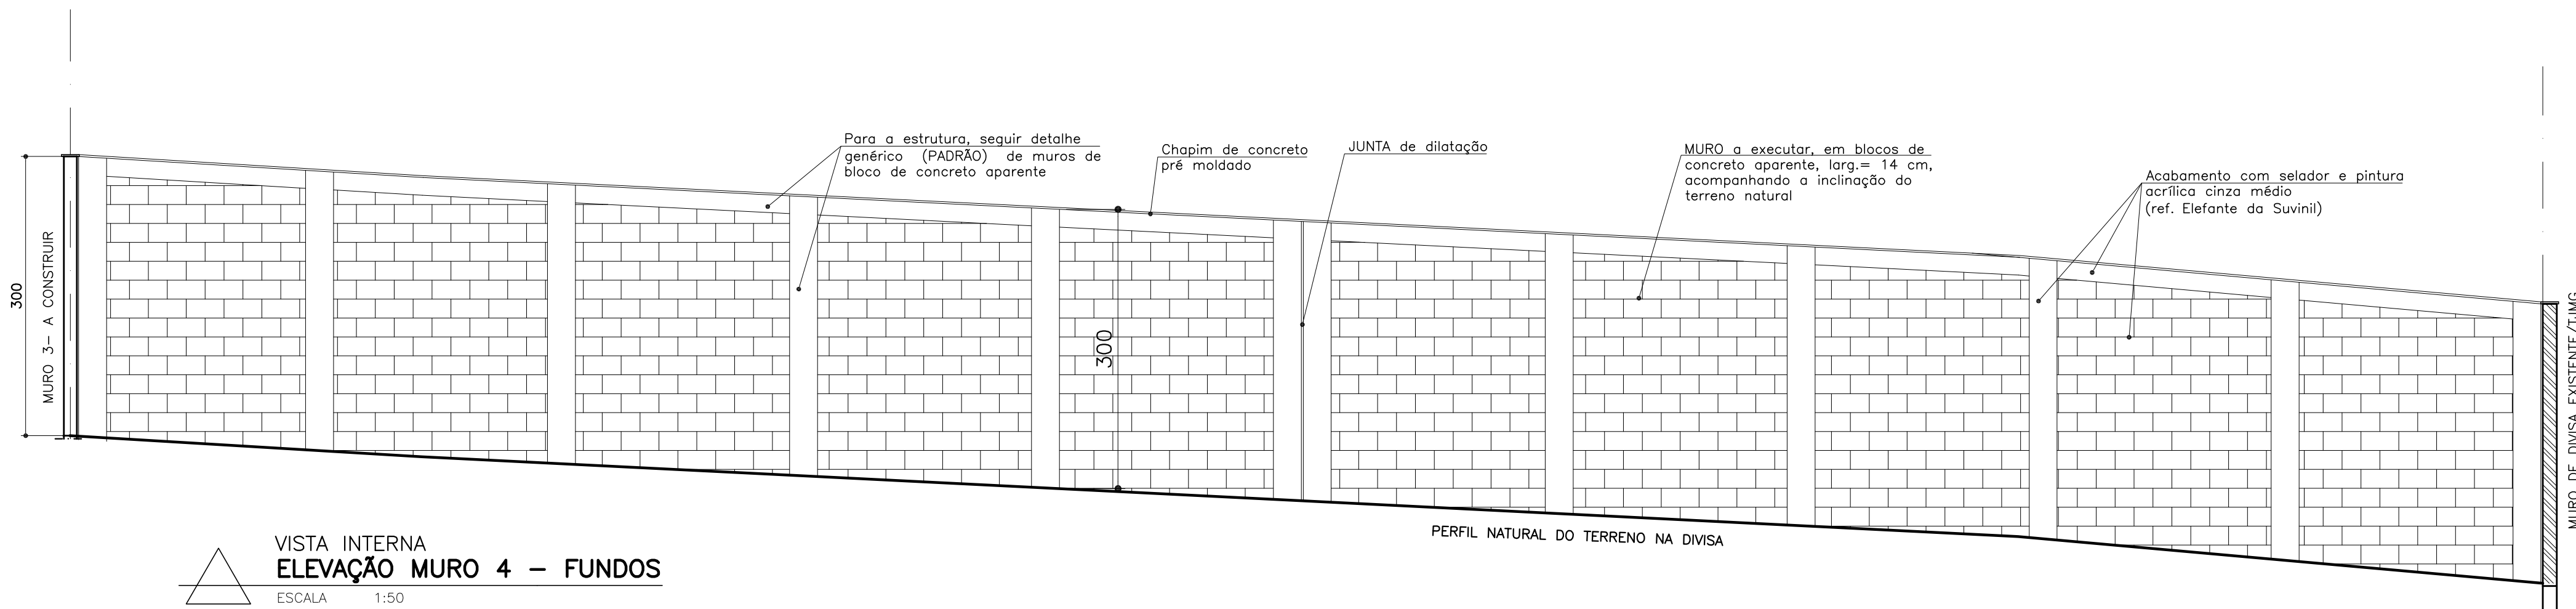 Para a estrutura, seguir detalhe
genérico (PADRÃO) de muros de
bloco de concreto aparente
Chapim de concreto
pré moldado
JUNTA de dilatação
MURO a executar, em blocos de
concreto aparente, larg.= 14 cm,
acompanhando a inclinação do
terreno natural
Acabamento com selador e pintura
acrílica cinza médio
(ref. Elefante da Suvinil)
300
MURO 3- A CONSTRUIR
300
MURO DE DIVISA EXISTENTE/TJMG
PERFIL NATURAL DO TERRENO NA DIVISA
VISTA INTERNA
ELEVAÇÃO MURO 4 - FUNDOS
ESCALA 1:50